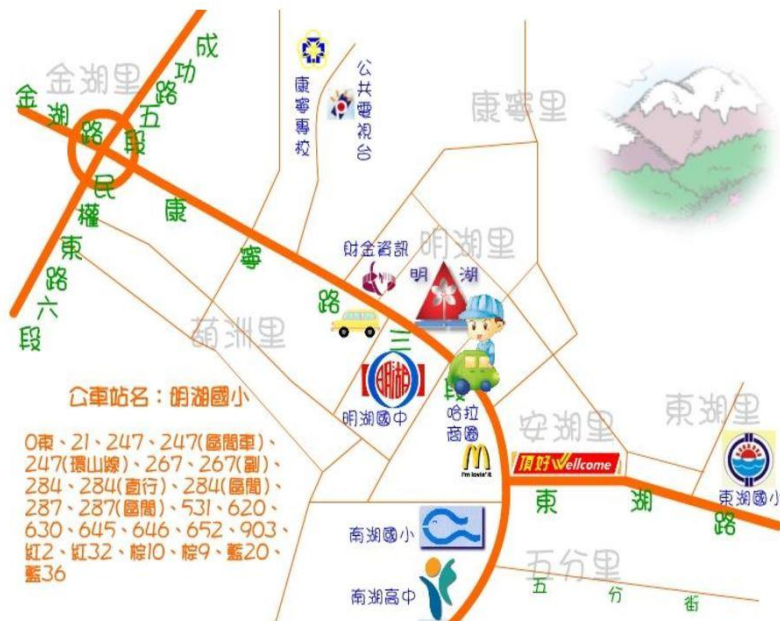 成功路五段
金湖里
金湖路
民權東路六段
康寧專校
公共電視台
康寧里
康寧路三段
財金資訊
明湖
明湖里
葫洲里
明湖
明湖國中
哈拉
商圈
i'm lovin' it
頂好Wellcome
安湖里
東湖里
東湖國小
東湖路
公車站名：明湖國小
0東、21、247、247(區間車)、
247(環山線)、267、267(副)、
284、284(直行)、284(區間)、
287、287(區間)、531、620、
630、645、646、652、903、
紅2、紅32、棕10、棕9、藍20、
藍36
南湖國小
南湖高中
五分里
五分街